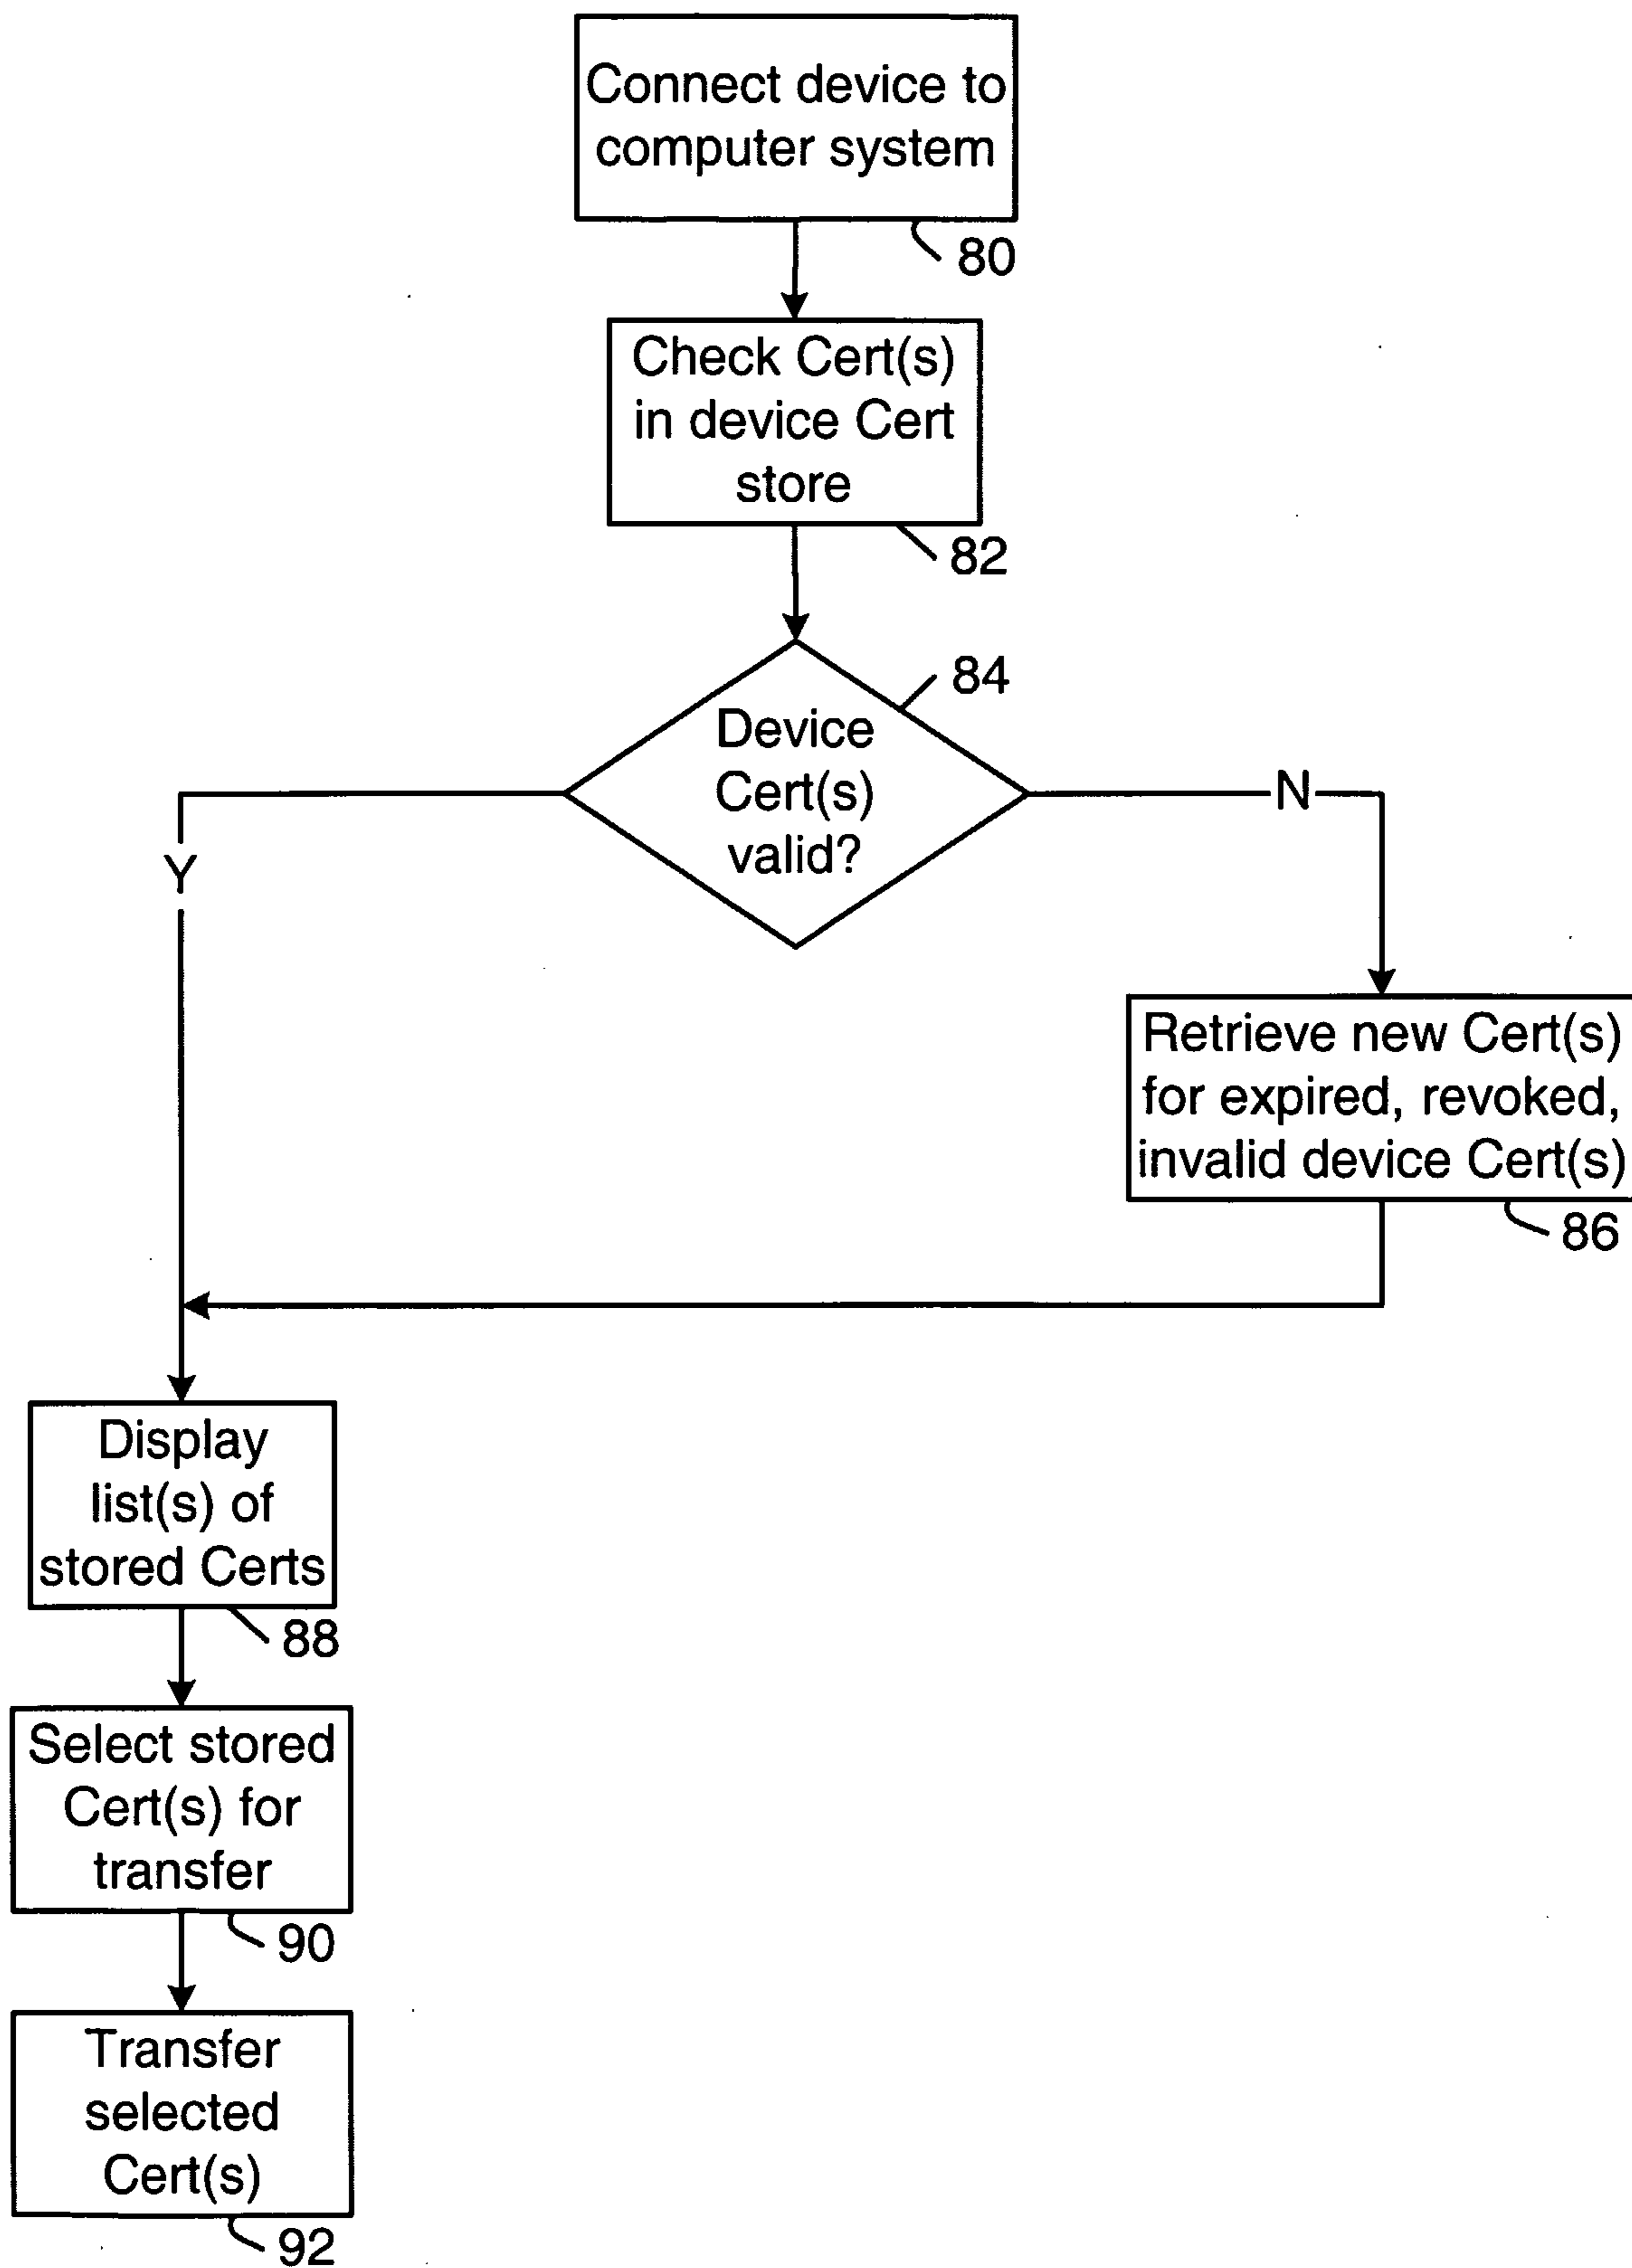 Connect device to
computer system
80
Check Cert(s)
in device Cert
store
82
84
Device
Cert(s)
valid?
N
Y
Retrieve new Cert(s)
for expired, revoked,
invalid device Cert(s)
86
Display
list(s) of
stored Certs
88
Select stored
Cert(s) for
transfer
90
Transfer
selected
Cert(s)
92